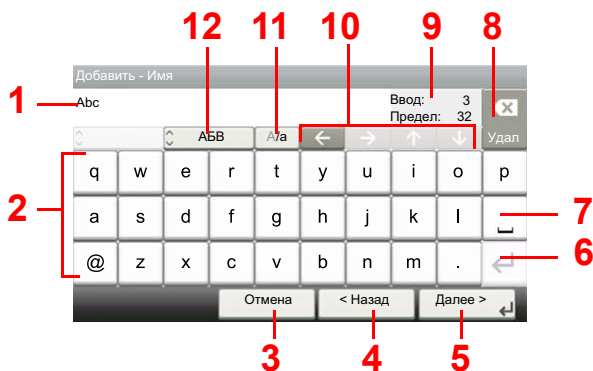 12 11 10 9 8
Добавить - Имя
1 Abc Ввод: 3
Предел: 32
АБВ A/a ← → ↑ ↓ Удал
2 q w e r t y u i o p
a s d f g h j k l 7
@ z x c v b n m . 6
Отмена < Назад Далее >
3 4 5